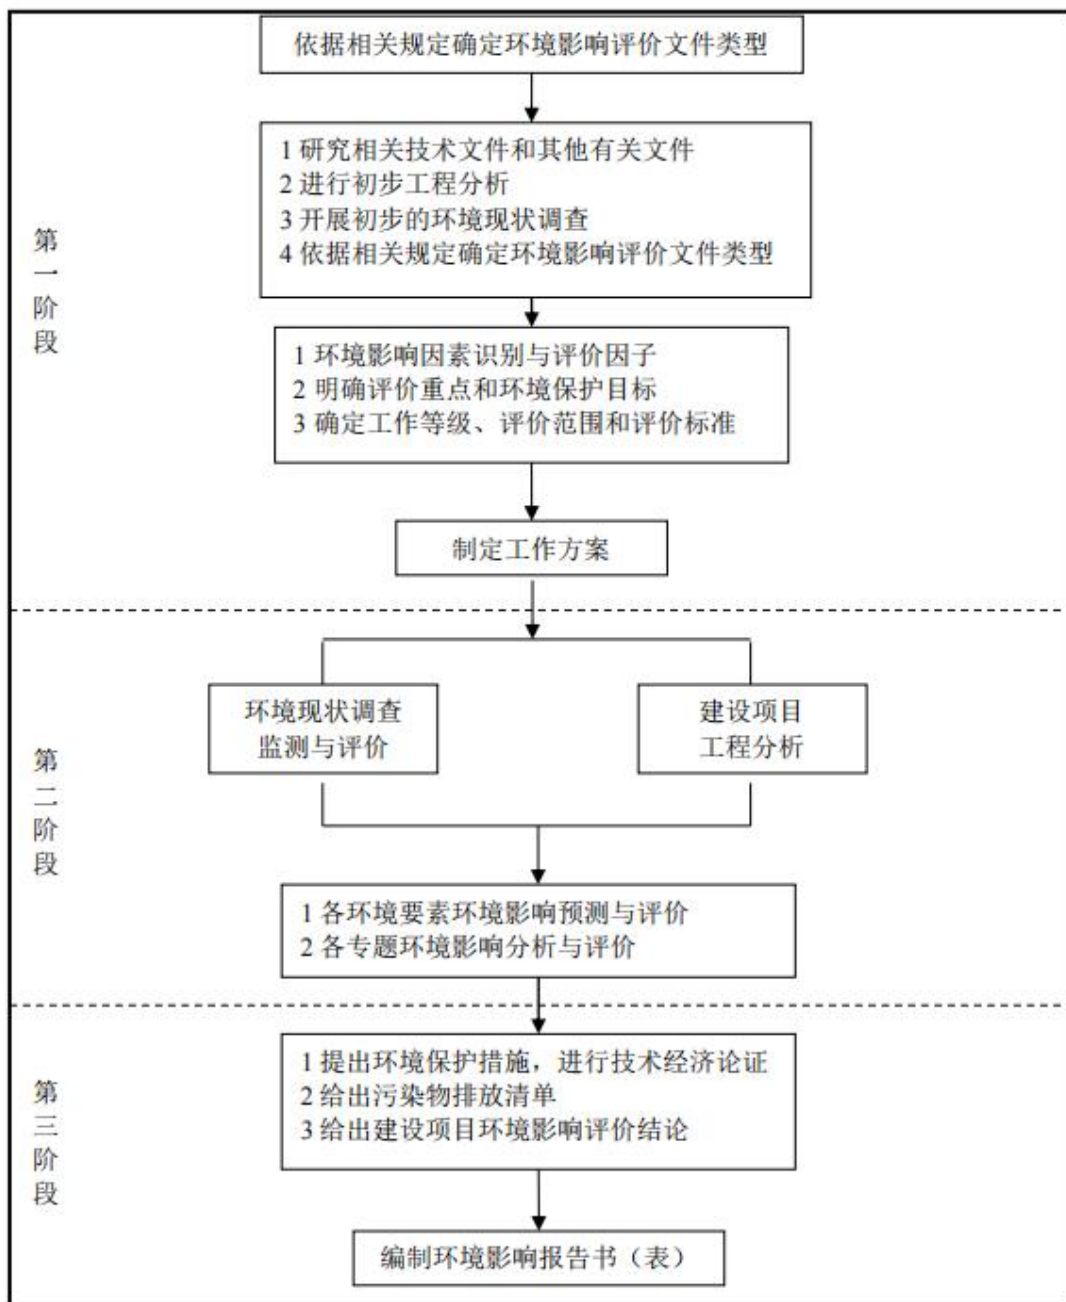 依据相关规定确定环境影响评价文件类型
1 研究相关技术文件和其他有关文件
2 进行初步工程分析
3 开展初步的环境现状调查
4 依据相关规定确定环境影响评价文件类型
第一阶段
1 环境影响因素识别与评价因子
2 明确评价重点和环境保护目标
3 确定工作等级、评价范围和评价标准
制定工作方案
环境现状调查
监测与评价
建设项目
工程分析
第二阶段
1 各环境要素环境影响预测与评价
2 各专题环境影响分析与评价
1 提出环境保护措施，进行技术经济论证
2 给出污染物排放清单
3 给出建设项目环境影响评价结论
第三阶段
编制环境影响报告书（表）